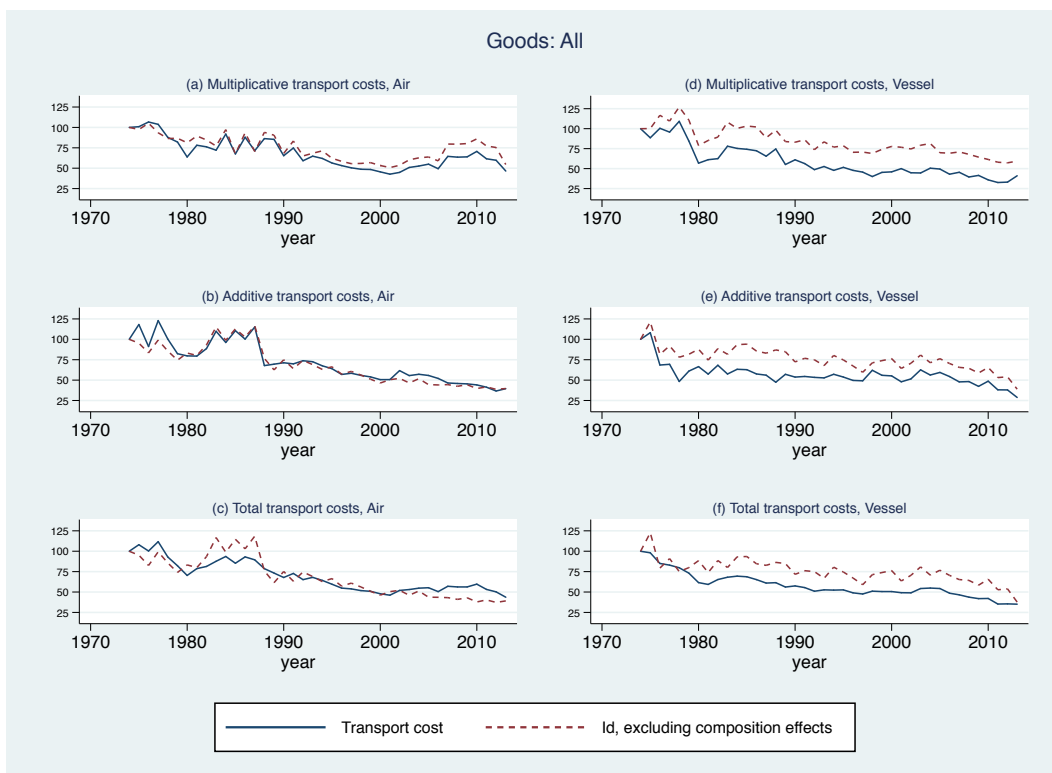 Goods: All
(a) Multiplicative transport costs, Air
125
100
75
50
25
1970 1980 1990 2000 2010
year
(d) Multiplicative transport costs, Vessel
125
100
75
50
25
1970 1980 1990 2000 2010
year
(b) Additive transport costs, Air
125
100
75
50
25
1970 1980 1990 2000 2010
year
(e) Additive transport costs, Vessel
125
100
75
50
25
1970 1980 1990 2000 2010
year
(c) Total transport costs, Air
125
100
75
50
25
1970 1980 1990 2000 2010
year
(f) Total transport costs, Vessel
125
100
75
50
25
1970 1980 1990 2000 2010
year
Transport cost Id, excluding composition effects